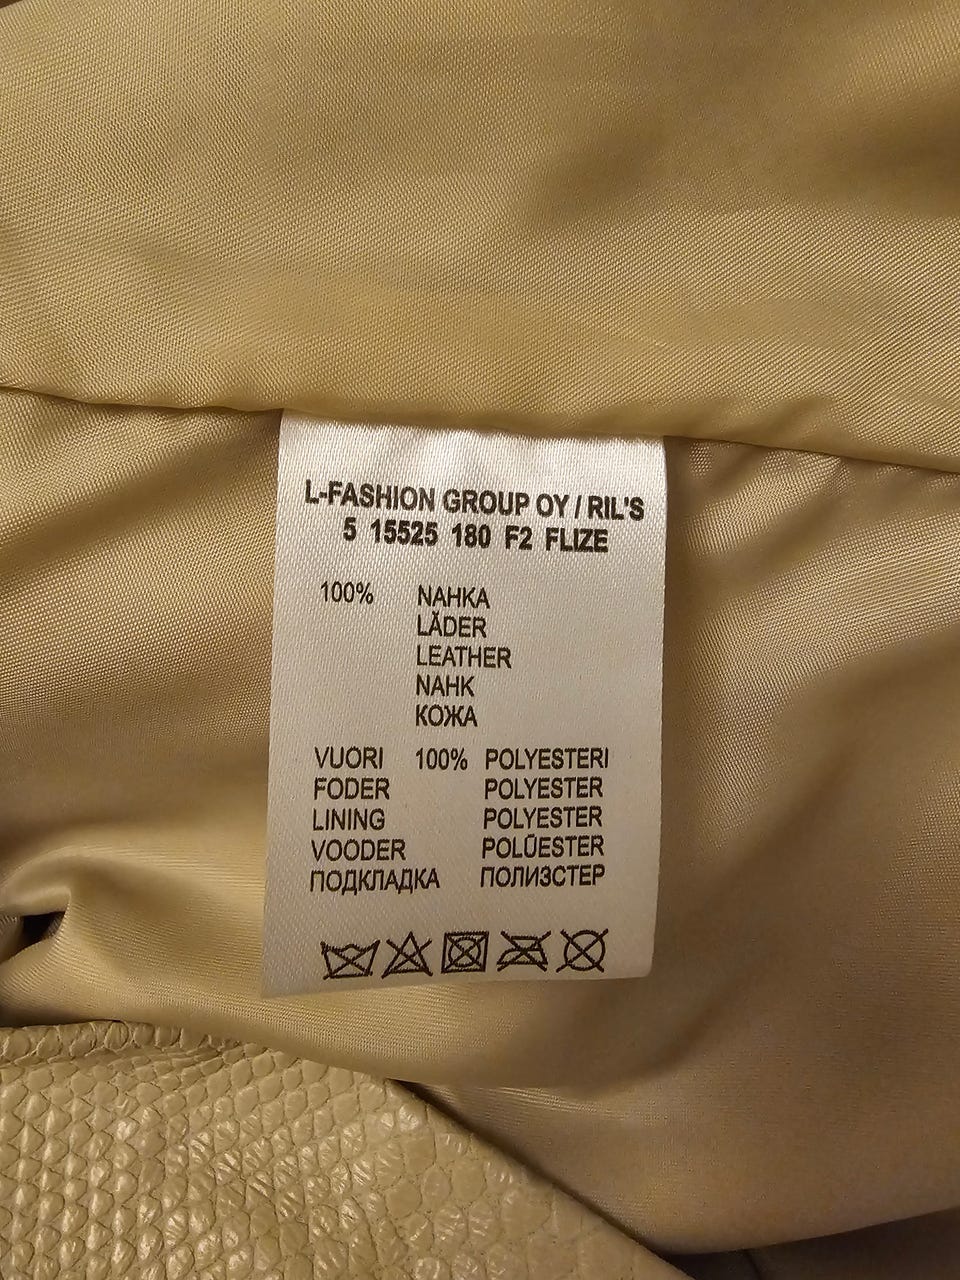 L-FASHION GROUP OY / RIL'S
5 15525 180 F2 FLIZE
100% NAHKA
LÄDER
LEATHER
NAHK
КОЖА
VUORI 100% POLYESTERI
FODER POLYESTER
LINING POLYESTER
VOODER POLÜESTER
ПОДКЛАДКА ПОЛИЗСТЕР